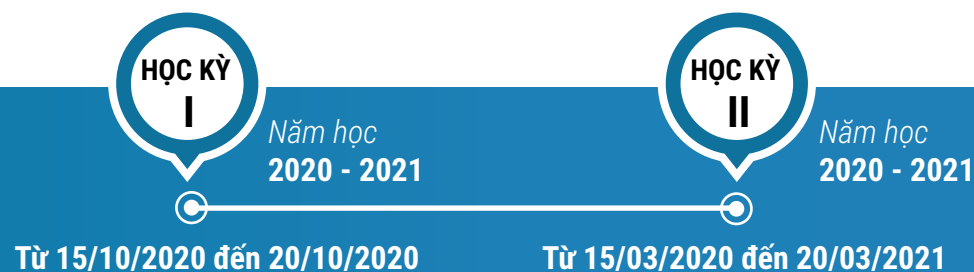 HỌC KỲ
I
Năm học
2020 - 2021
Từ 15/10/2020 đến 20/10/2020
HỌC KỲ
II
Năm học
2020 - 2021
Từ 15/03/2020 đến 20/03/2021